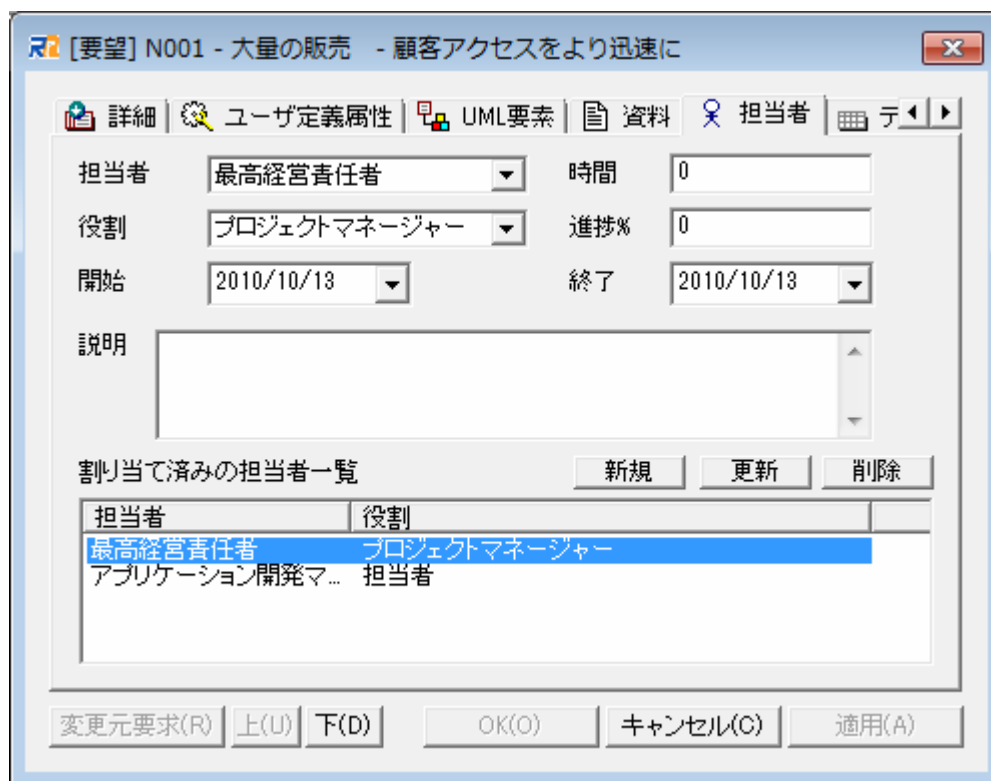 [要望] N001 - 大量の販売 - 顧客アクセスをより迅速に
詳細 ユーザ定義属性 UML要素 資料 担当者 テ
担当者 最高経営責任者 時間 0
役割 プロジェクトマネージャー 進捗% 0
開始 2010/10/13 終了 2010/10/13
説明
割り当て済みの担当者一覧 新規 更新 削除
担当者 役割
最高経営責任者 プロジェクトマネージャー
アプリケーション開発マ... 担当者
変更元要求(R) 上(U) 下(D) OK(O) キャンセル(C) 適用(A)